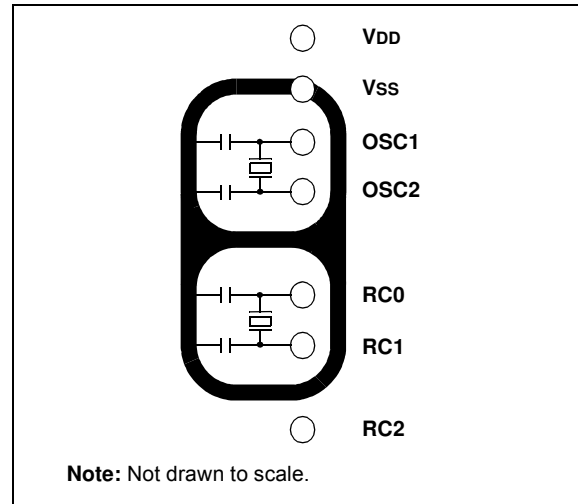 VDD
VSS
OSC1
OSC2
RC0
RC1
RC2
Note: Not drawn to scale.